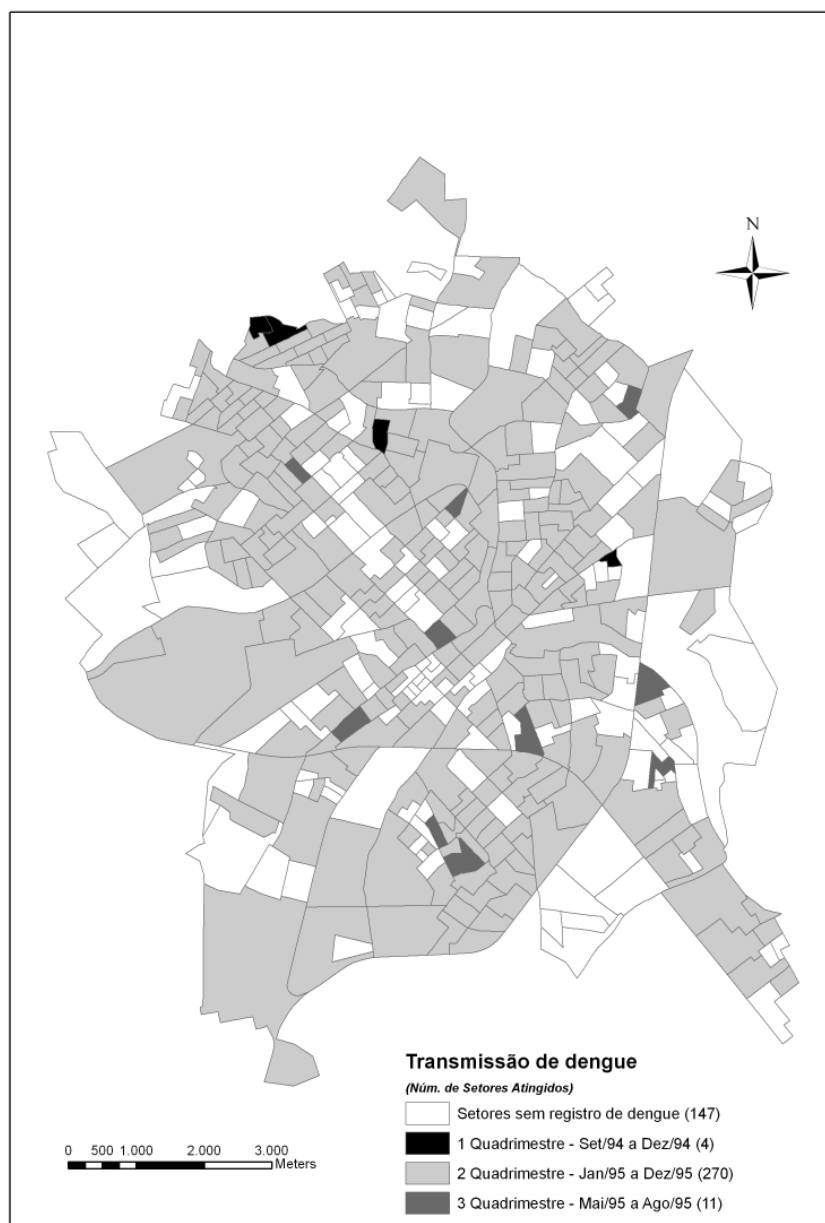 N
Transmissão de dengue
(Núm. de Setores Atingidos)
Setores sem registro de dengue (147)
1 Quadrimestre - Set/94 a Dez/94 (4)
2 Quadrimestre - Jan/95 a Dez/95 (270)
3 Quadrimestre - Mai/95 a Ago/95 (11)
0 500 1.000 2.000 3.000
Meters